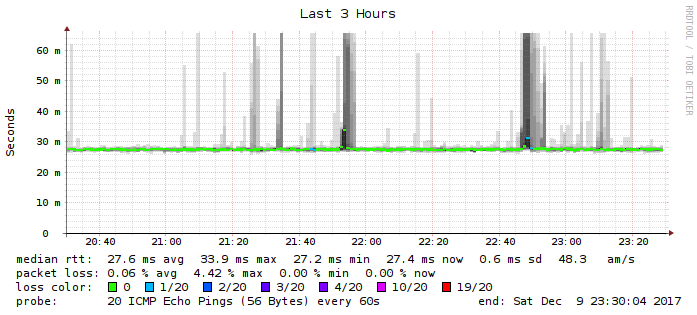 Last 3 Hours
RRDTOOL / TOBI OETIKER
Seconds
60 m
50 m
40 m
30 m
20 m
10 m
0
20:40 21:00 21:20 21:40 22:00 22:20 22:40 23:00 23:20
median rtt: 27.6 ms avg 33.9 ms max 27.2 ms min 27.4 ms now 0.6 ms sd 48.3 am/s
packet loss: 0.06 % avg 4.42 % max 0.00 % min 0.00 % now
loss color: 0 1/20 2/20 3/20 4/20 10/20 19/20
probe: 20 ICMP Echo Pings (56 Bytes) every 60s end: Sat Dec 9 23:30:04 2017